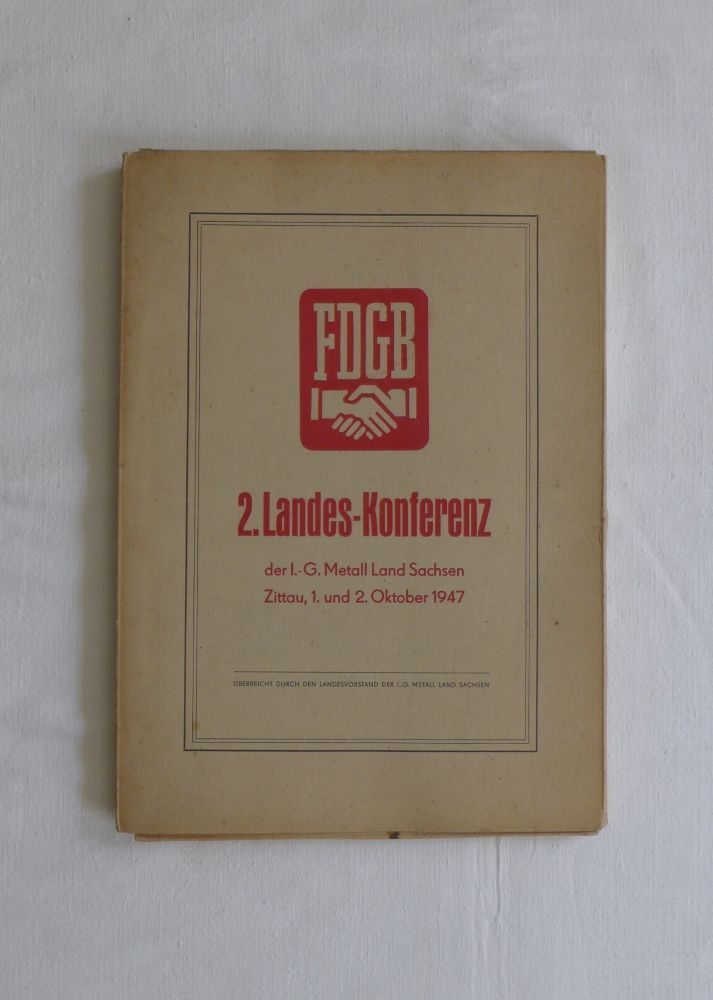 FDGB
2. Landes-Konferenz
der I.-G. Metall Land Sachsen
Zittau, 1. und 2. Oktober 1947
ÜBERREICHT DURCH DEN LANDESVORSTAND DER I.-G. METALL LAND SACHSEN